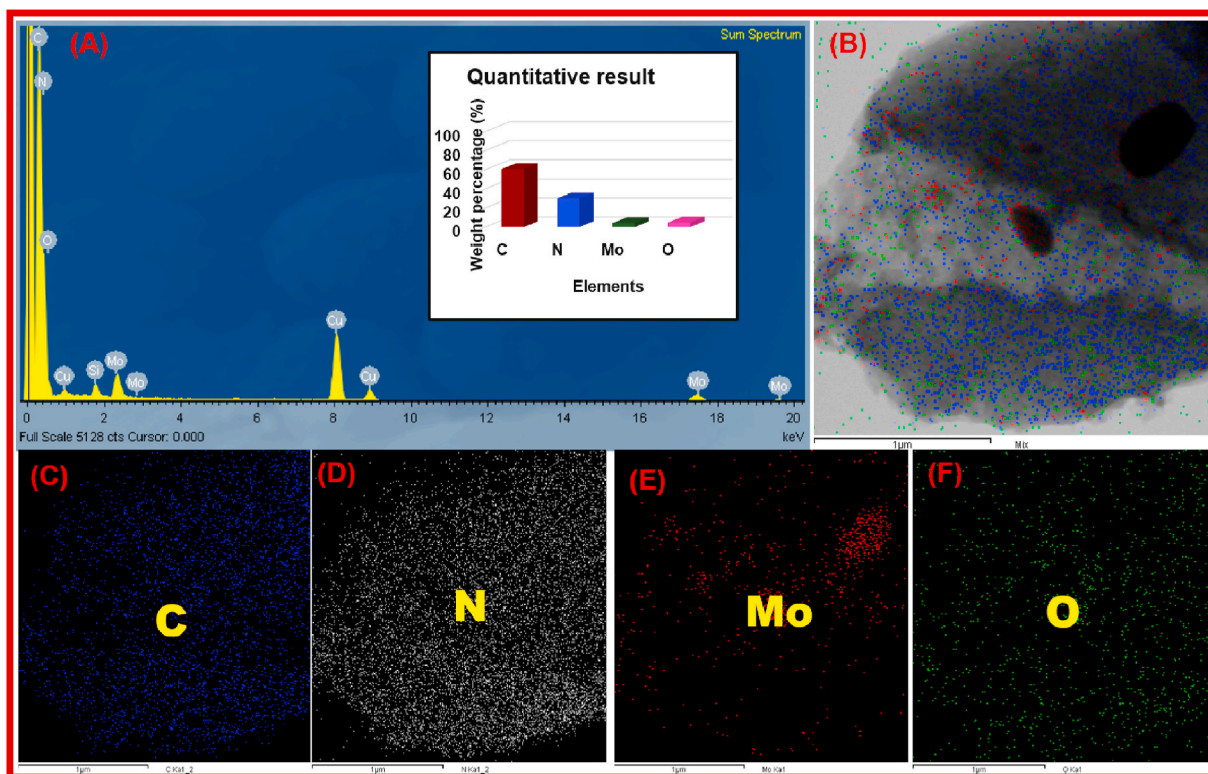 (A)
Sum Spectrum
C
N
O
Cu
Si
Mo
Mo
Cu
Cu
Mo
Mo
0 2 4 6 8 10 12 14 16 18 20
Full Scale 5128 cts Cursor: 0.000 keV
Quantitative result
Weight percentage (%)
100
80
60
40
20
0
C N Mo O
Elements
(B)
1µm Mix
(C)
C
1µm C Ka1_2
(D)
N
1µm N Ka1_2
(E)
Mo
1µm Mo Ka1
(F)
O
1µm O Ka1